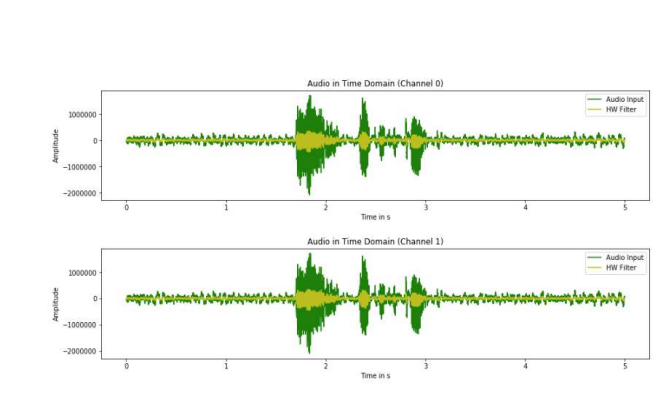 Audio in Time Domain (Channel 0)
Audio Input
HW Filter
1000000
0
−1000000
−2000000
Amplitude
0 1 2 3 4 5
Time in s
Audio in Time Domain (Channel 1)
Audio Input
HW Filter
1000000
0
−1000000
−2000000
Amplitude
0 1 2 3 4 5
Time in s